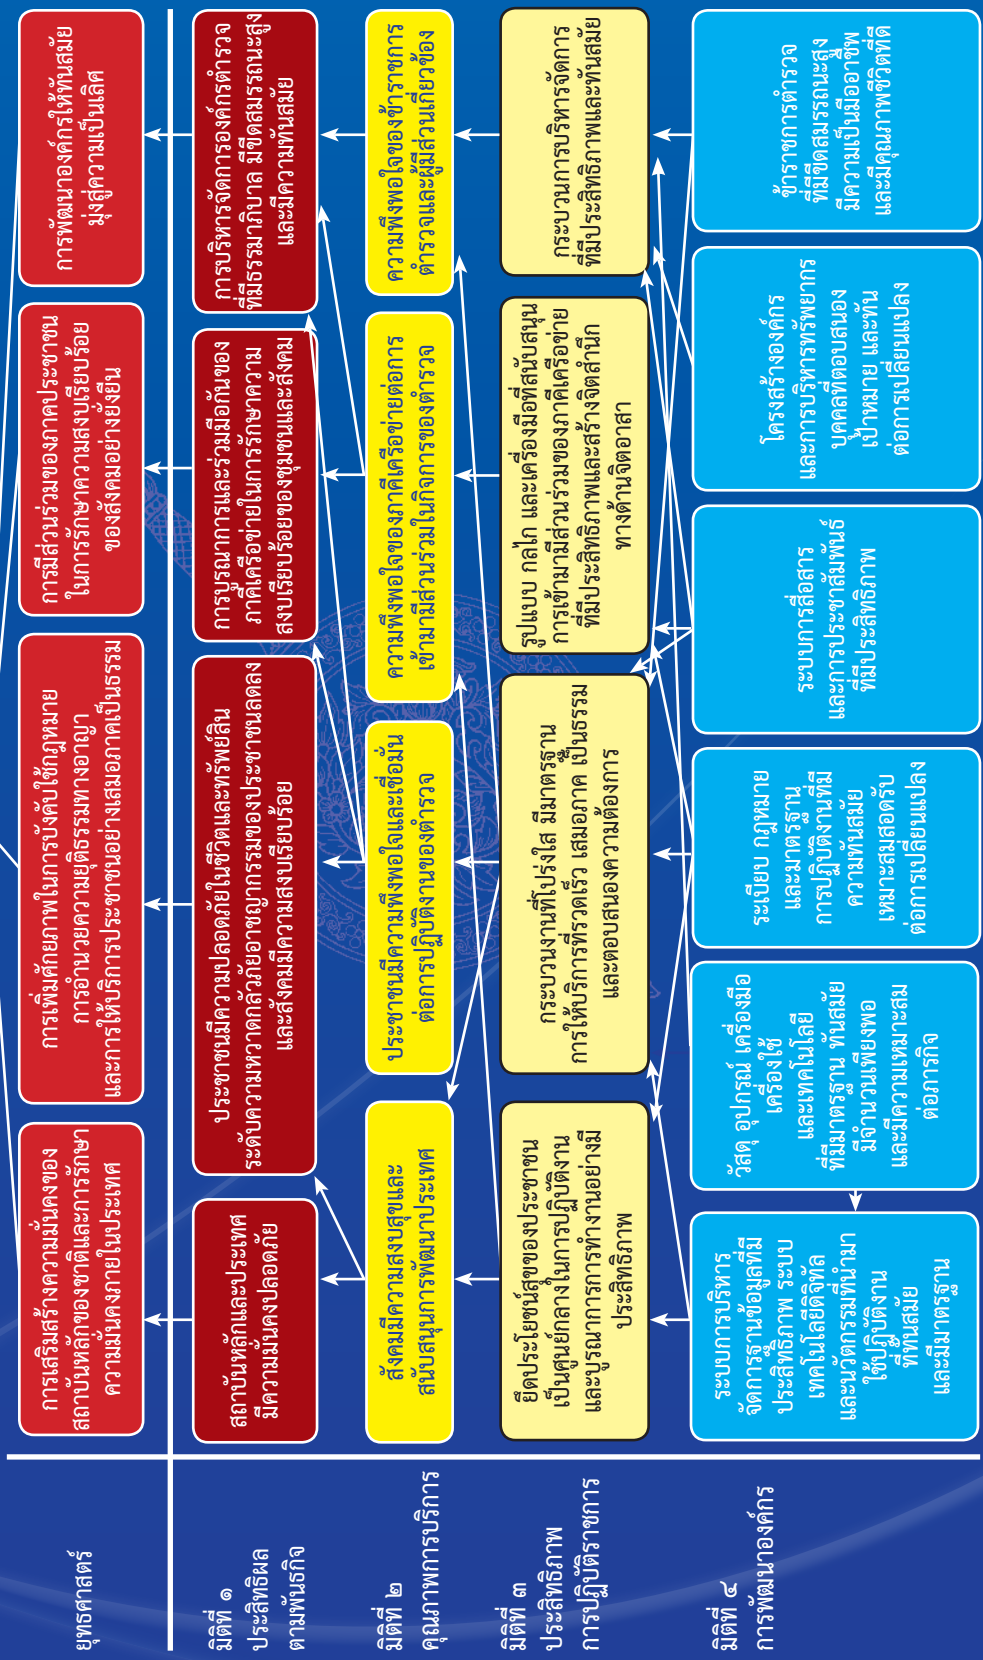 ยุทธศาสตร์
การเสริมสร้างความมั่นคงของ
สถาบันหลักของชาติและการรักษา
ความมั่นคงภายในประเทศ
การเพิ่มศักยภาพในการบังคับใช้กฎหมาย
การอำนวยความยุติธรรมทางอาญา
และการให้บริการประชาชนอย่างเสมอภาคเป็นธรรม
การมีส่วนร่วมของภาคประชาชน
ในการรักษาความสงบเรียบร้อย
ของสังคมอย่างยั่งยืน
การพัฒนาองค์กรให้ทันสมัย
มุ่งสู่ความเป็นเลิศ
มิติที่ ๑
ประสิทธิผล
ตามพันธกิจ
สถาบันหลักและประเทศ
มีความมั่นคงปลอดภัย
ประชาชนมีความปลอดภัยในชีวิตและทรัพย์สิน
ระดับความหวาดกลัวภัยอาชญากรรมของประชาชนลดลง
และสังคมมีความสงบเรียบร้อย
การบูรณาการและร่วมมือกันของ
ภาคีเครือข่ายในการรักษาความ
สงบเรียบร้อยของชุมชนและสังคม
การบริหารจัดการองค์กรตำรวจ
ที่มีธรรมาภิบาล มีขีดสมรรถนะสูง
และมีความทันสมัย
มิติที่ ๒
คุณภาพการบริการ
สังคมมีความสงบสุขและ
สนับสนุนการพัฒนาประเทศ
ประชาชนมีความพึงพอใจและเชื่อมั่น
ต่อการปฏิบัติงานของตำรวจ
ความพึงพอใจของภาคีเครือข่ายต่อการ
เข้ามามีส่วนร่วมในกิจการของตำรวจ
ความพึงพอใจของข้าราชการ
ตำรวจและผู้มีส่วนเกี่ยวข้อง
มิติที่ ๓
ประสิทธิภาพ
การปฏิบัติราชการ
ยึดประโยชน์สุขของประชาชน
เป็นศูนย์กลางในการปฏิบัติงาน
และบูรณาการการทำงานอย่างมี
ประสิทธิภาพ
กระบวนงานที่โปร่งใส มีมาตรฐาน
การให้บริการที่รวดเร็ว เสมอภาค เป็นธรรม
และตอบสนองความต้องการ
รูปแบบ กลไก และเครื่องมือที่สนับสนุน
การเข้ามามีส่วนร่วมของภาคีเครือข่าย
ที่มีประสิทธิภาพและสร้างจิตสำนึก
ทางด้านจิตอาสา
กระบวนการบริหารจัดการ
ที่มีประสิทธิภาพและทันสมัย
มิติที่ ๔
การพัฒนาองค์กร
ระบบการบริหาร
จัดการฐานข้อมูลที่มี
ประสิทธิภาพ ระบบ
เทคโนโลยีดิจิทัล
และนวัตกรรมที่นำมา
ใช้ปฏิบัติงาน
ที่ทันสมัย
และมีมาตรฐาน
วัสดุ อุปกรณ์ เครื่องมือ
เครื่องใช้
และเทคโนโลยี
ที่มีมาตรฐาน ทันสมัย
มีจำนวนเพียงพอ
และมีความเหมาะสม
ต่อภารกิจ
ระเบียบ กฎหมาย
และมาตรฐาน
การปฏิบัติงานที่มี
ความทันสมัย
เหมาะสมสอดรับ
ต่อการเปลี่ยนแปลง
ระบบการสื่อสาร
และการประชาสัมพันธ์
ที่มีประสิทธิภาพ
โครงสร้างองค์กร
และการบริหารทรัพยากร
บุคคลที่ตอบสนอง
เป้าหมาย และทัน
ต่อการเปลี่ยนแปลง
ข้าราชการตำรวจ
ที่มีขีดสมรรถนะสูง
มีความเป็นมืออาชีพ
และมีคุณภาพชีวิตที่ดี